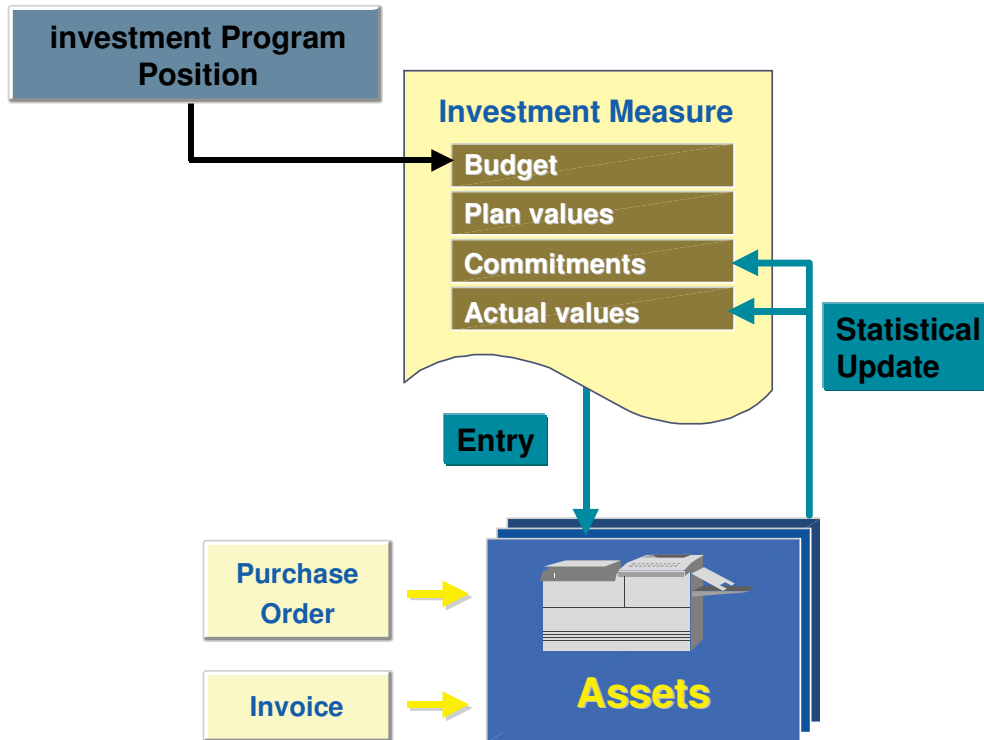 investment Program
Position
Investment Measure
Budget
Plan values
Commitments
Actual values
Statistical
Update
Entry
Purchase
Order
Invoice
Assets